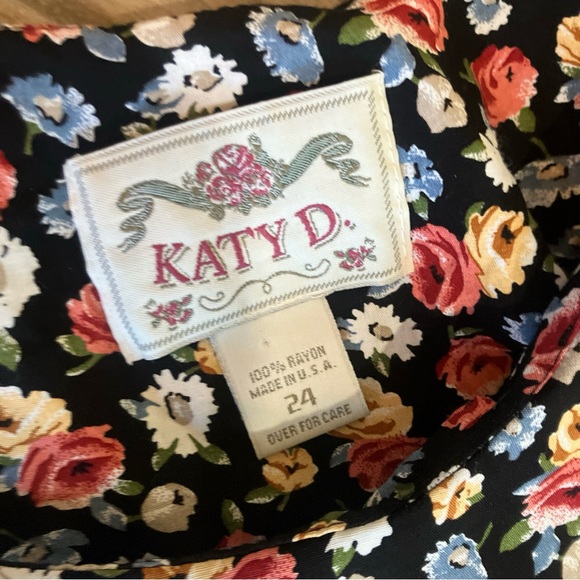 KATY D.
100% RAYON
MADE IN U.S.A.
24
OVER FOR CARE